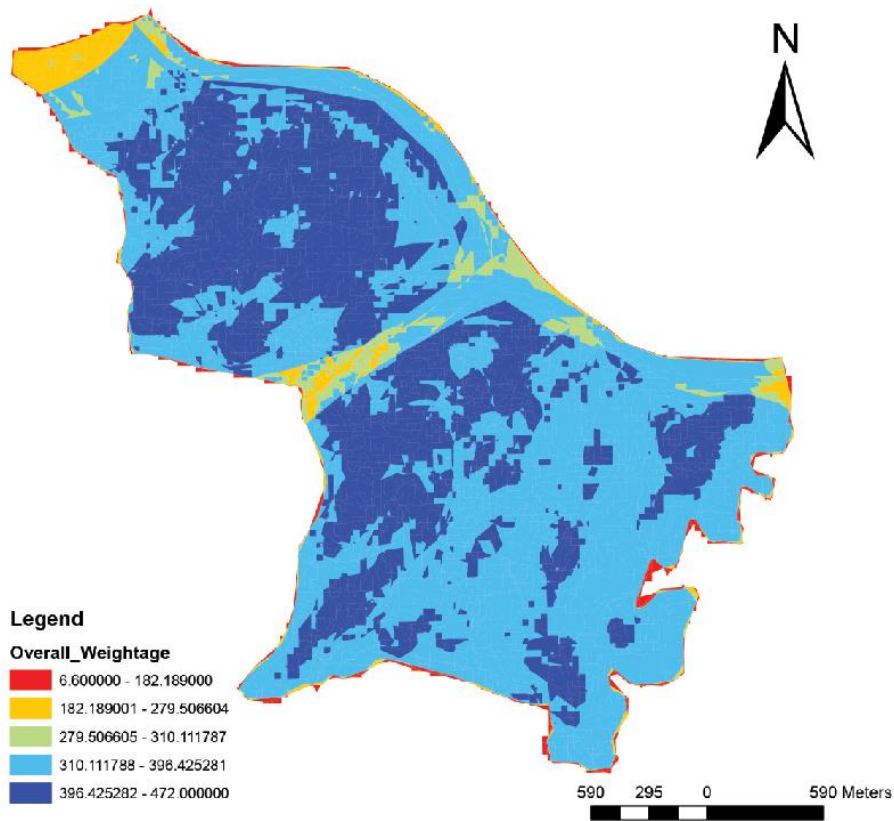 N
Legend
Overall_Weightage
6.600000 - 182.189000
182.189001 - 279.506604
279.506605 - 310.111787
310.111788 - 396.425281
396.425282 - 472.000000
590 295 0 590 Meters